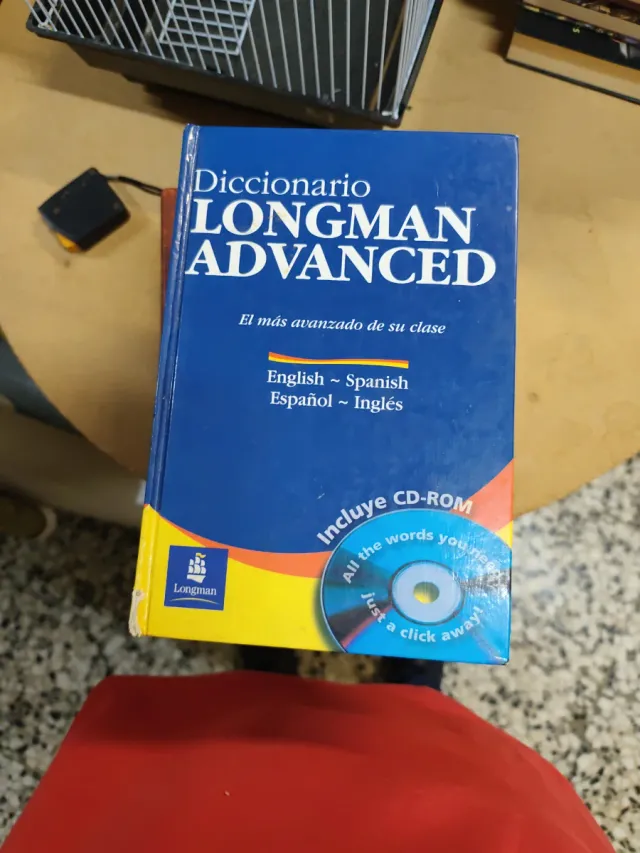 Diccionario
LONGMAN
ADVANCED
El más avanzado de su clase
English ~ Spanish
Español ~ Inglés
Incluye CD-ROM
All the words you need
just a click away!
Longman